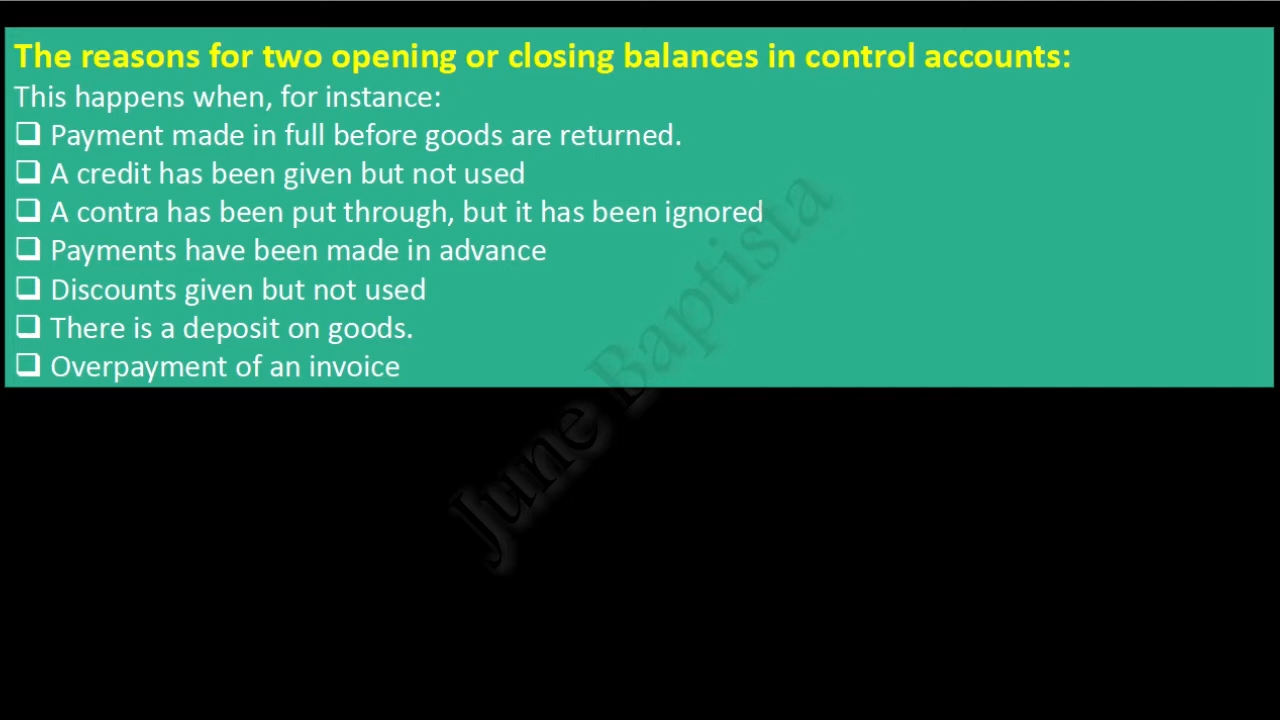 The reasons for two opening or closing balances in control accounts:
This happens when, for instance:
❑ Payment made in full before goods are returned.
❑ A credit has been given but not used
❑ A contra has been put through, but it has been ignored
❑ Payments have been made in advance
❑ Discounts given but not used
❑ There is a deposit on goods.
❑ Overpayment of an invoice
June Baptista